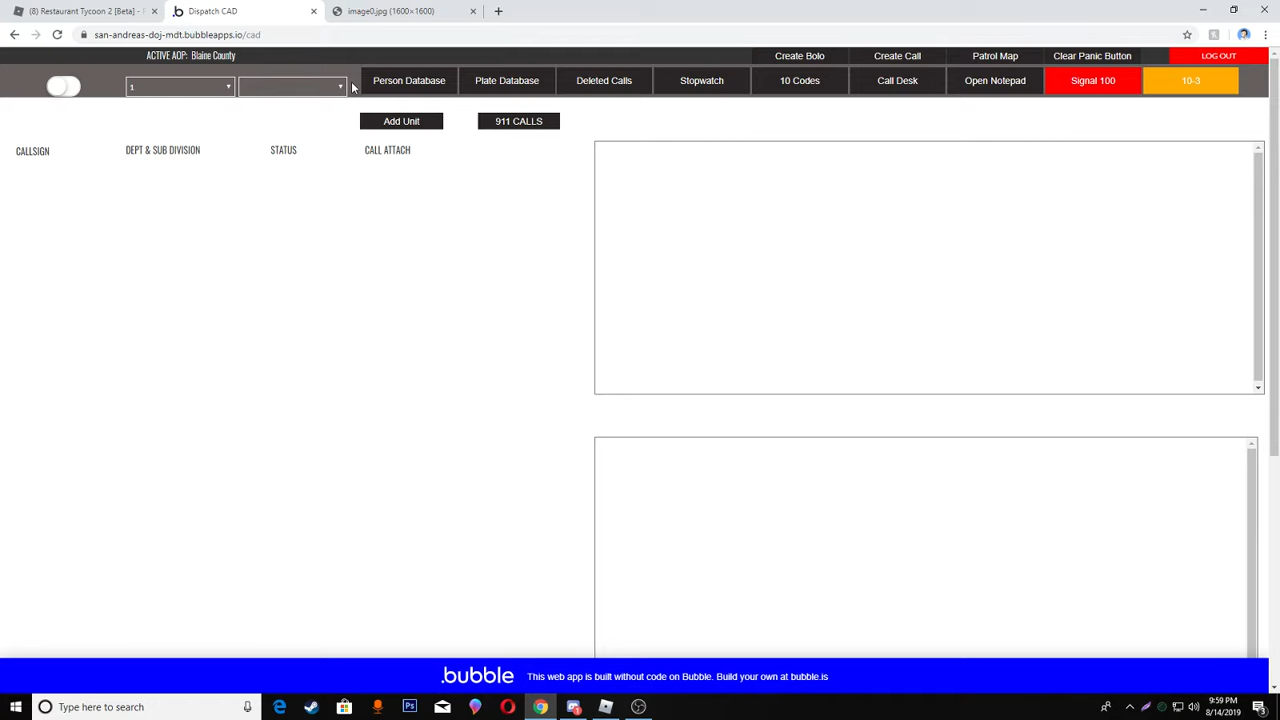 (8) Restaurant Tycoon 2 [Beta] - R
Dispatch CAD
image0.jpg (1600×1600)
san-andreas-doj-mdt.bubbleapps.io/cad
ACTIVE AOP: Blaine County
Create Bolo
Create Call
Patrol Map
Clear Panic Button
LOG OUT
1
Person Database
Plate Database
Deleted Calls
Stopwatch
10 Codes
Call Desk
Open Notepad
Signal 100
10-3
Add Unit
911 CALLS
CALLSIGN
DEPT & SUB DIVISION
STATUS
CALL ATTACH
.bubble
This web app is built without code on Bubble. Build your own at bubble.is
Type here to search
9:59 PM
8/14/2019